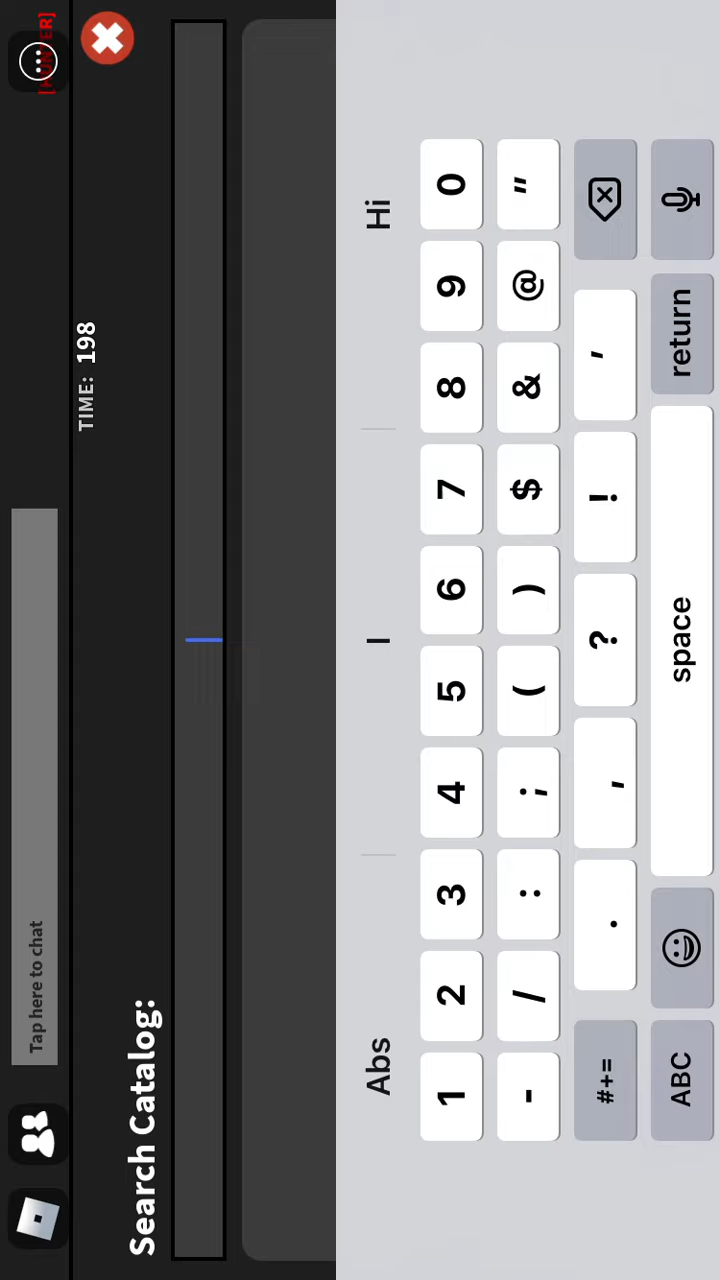 [HUNTER]
Tap here to chat
TIME: 198
Search Catalog:
Abs I Hi
1 2 3 4 5 6 7 8 9 0
- / : ; ( ) $ & @ "
#+= . , ? ! '
ABC space return